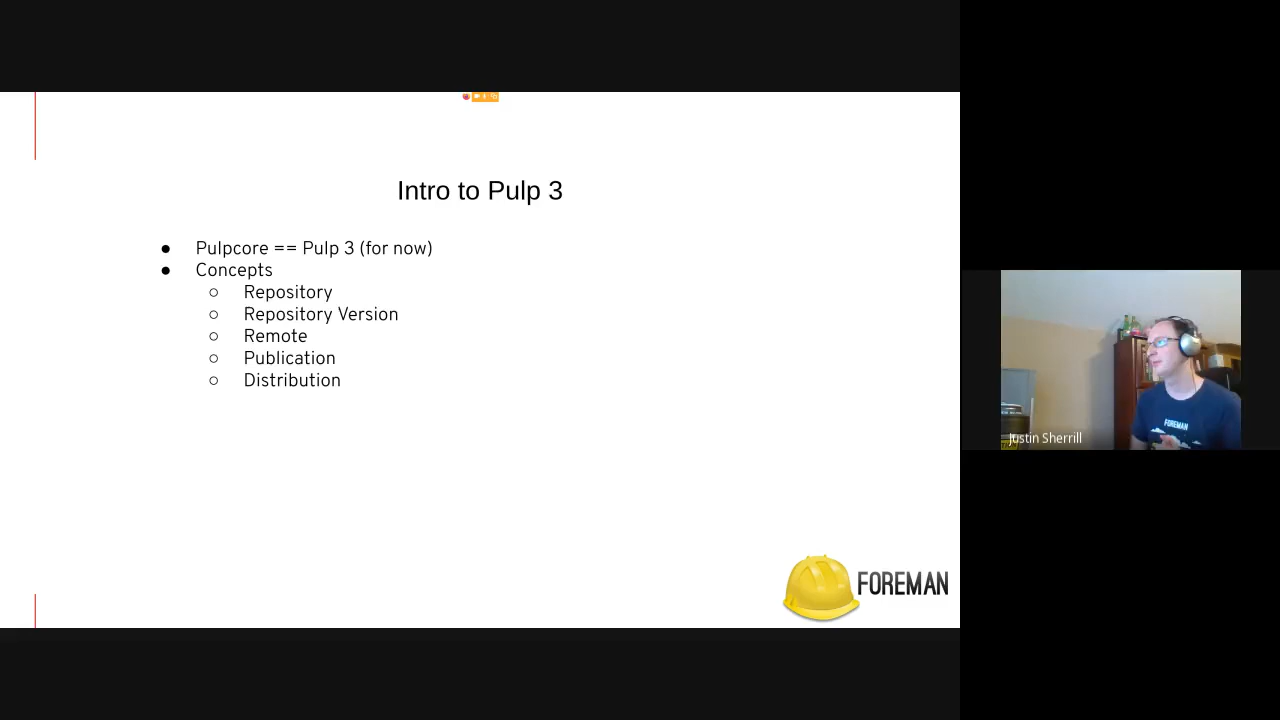 Intro to Pulp 3
● Pulpcore == Pulp 3 (for now)
● Concepts
○ Repository
○ Repository Version
○ Remote
○ Publication
○ Distribution
FOREMAN
FOREMAN
Justin Sherrill